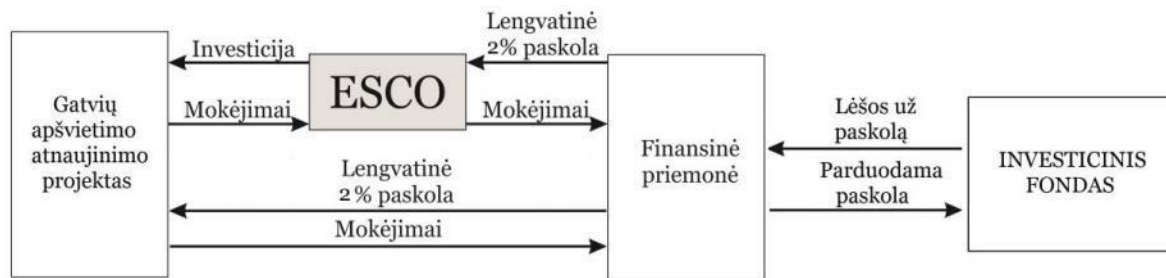 Gatvių
apšvietimo
atnaujinimo
projektas
Investicija
Mokėjimai
ESCO
Lengvatinė
2% paskola
Mokėjimai
Lengvatinė
2% paskola
Mokėjimai
Finansinė
priemonė
Lėšos už
paskolą
Parduodama
paskola
INVESTICINIS
FONDAS